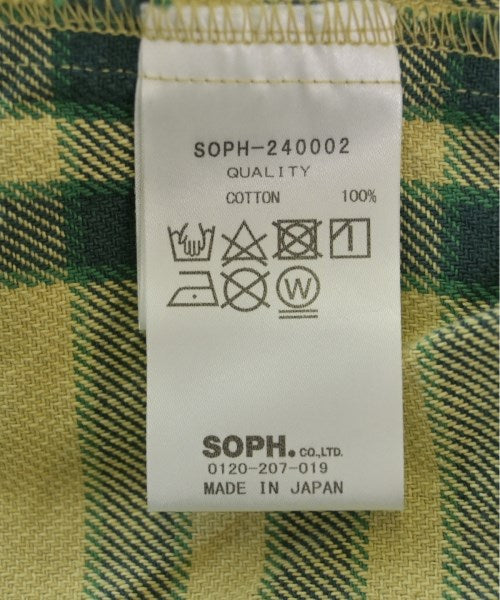 SOPH-240002
QUALITY
COTTON 100%
W
SOPH. CO.,LTD.
0120-207-019
MADE IN JAPAN